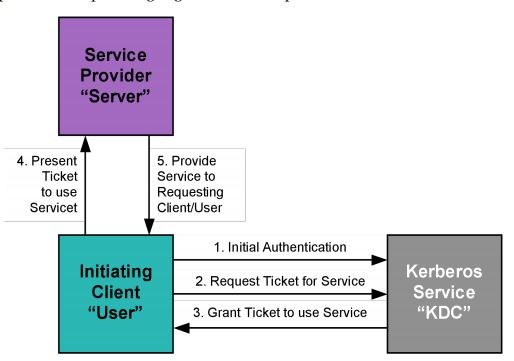 Service
Provider
“Server”
4. Present
Ticket
to use
Servicet
5. Provide
Service to
Requesting
Client/User
Initiating
Client
“User”
1. Initial Authentication
2. Request Ticket for Service
3. Grant Ticket to use Service
Kerberos
Service
“KDC”